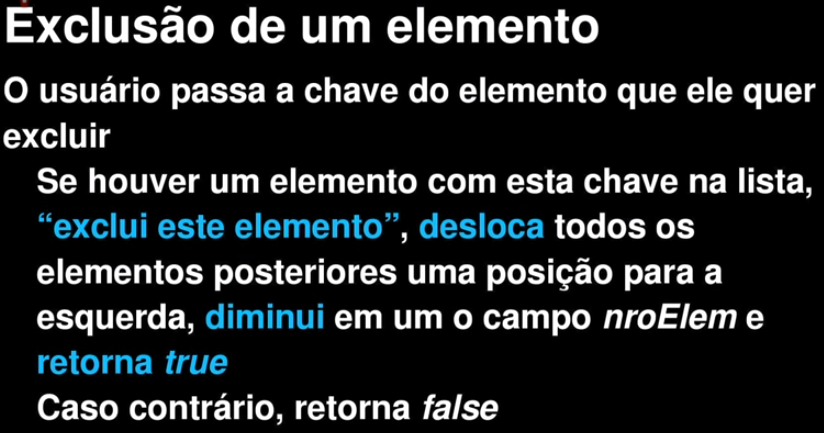 Exclusão de um elemento
O usuário passa a chave do elemento que ele quer
excluir
Se houver um elemento com esta chave na lista,
“exclui este elemento”, desloca todos os
elementos posteriores uma posição para a
esquerda, diminui em um o campo nroElem e
retorna true
Caso contrário, retorna false